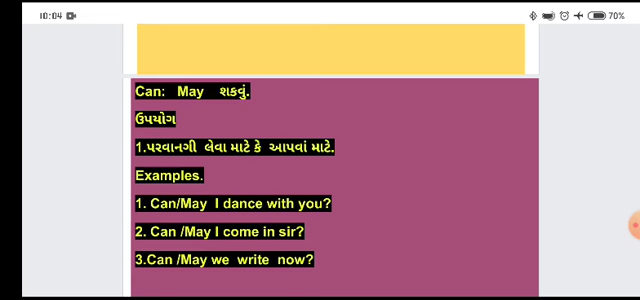 10:04
70%
Can: May શકવું.
ઉપયોગ
1.પરવાનગી લેવા માટે કે આપવાં માટે.
Examples.
1. Can/May I dance with you?
2. Can /May I come in sir?
3.Can /May we write now?